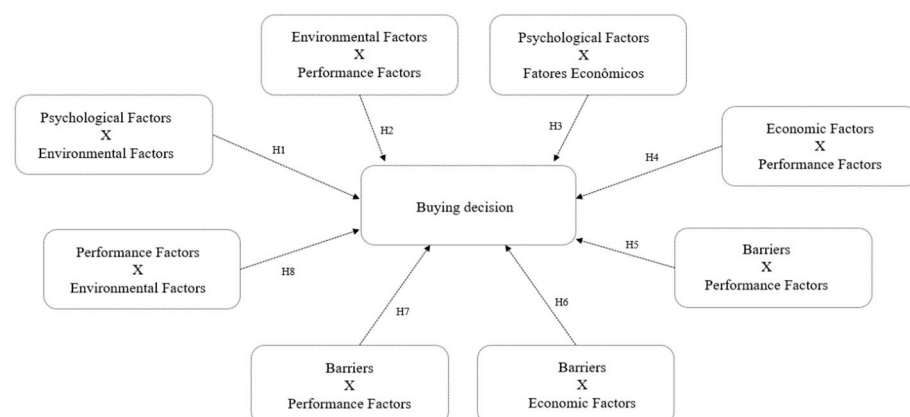 Environmental Factors
X
Performance Factors
Psychological Factors
X
Fatores Econômicos
Psychological Factors
X
Environmental Factors
H1
H2
H3
H4
Economic Factors
X
Performance Factors
Buying decision
Performance Factors
X
Environmental Factors
H8
H5
Barriers
X
Performance Factors
H7
H6
Barriers
X
Performance Factors
Barriers
X
Economic Factors